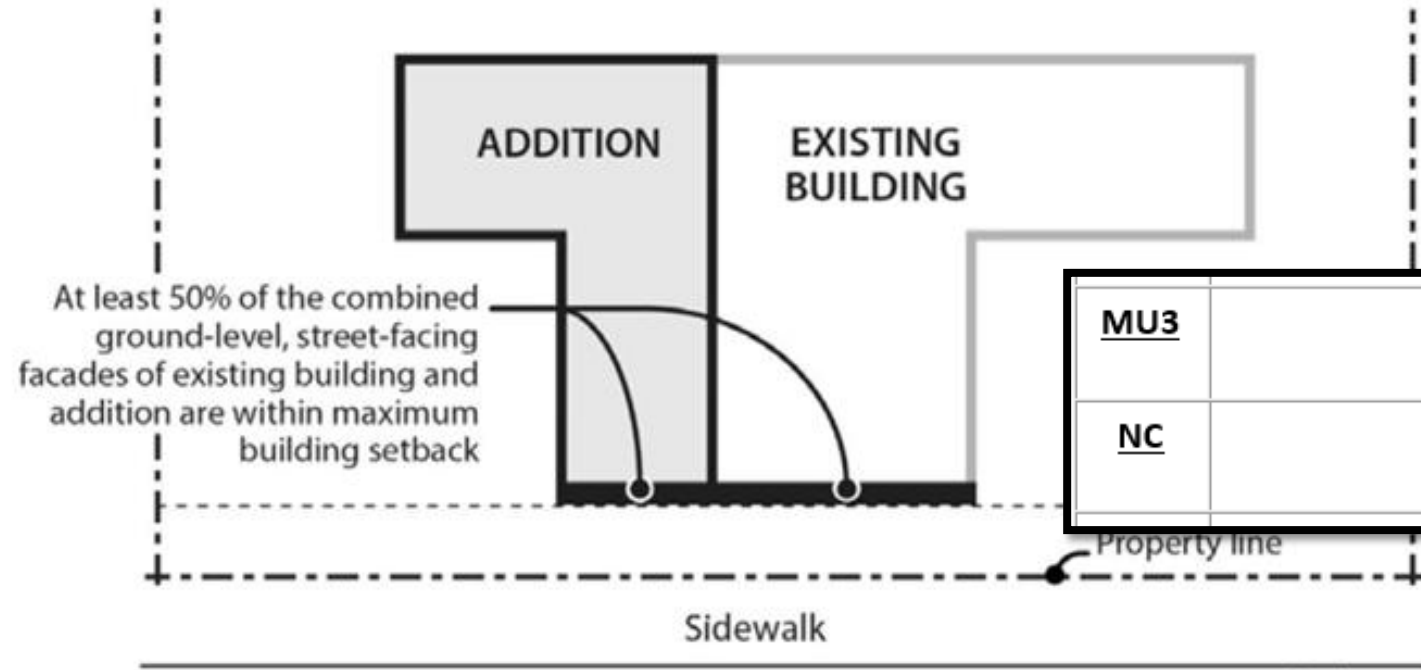 ADDITION
EXISTING
BUILDING
At least 50% of the combined
ground-level, street-facing
facades of existing building and
addition are within maximum
building setback
MU3
NC
Property line
Sidewalk